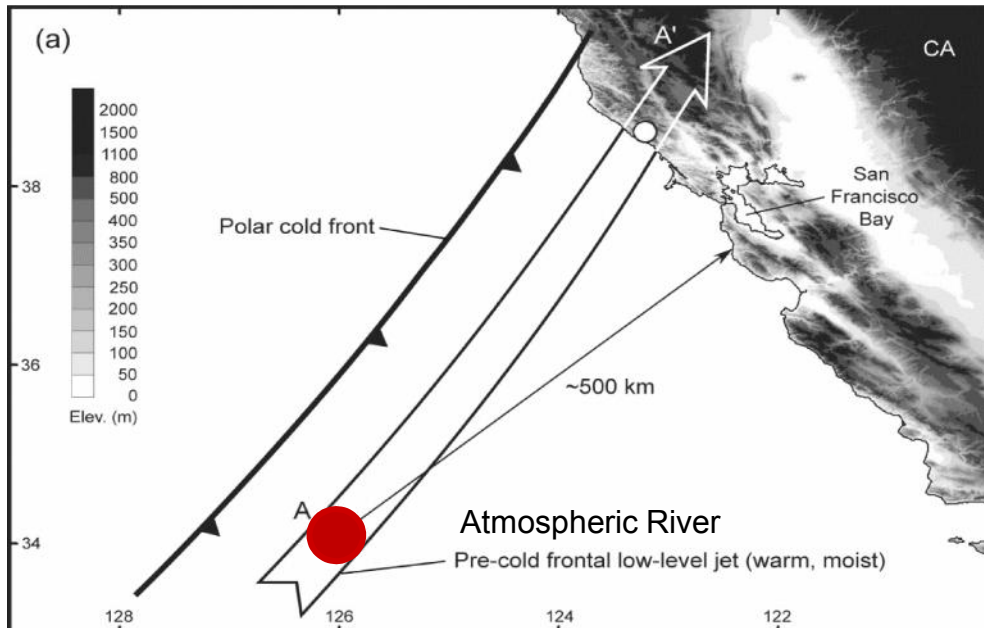 (a)
A'
CA
2000
1500
1100
800
500
400
350
300
250
200
150
100
50
0
Elev. (m)
38
36
34
Polar cold front
San
Francisco
Bay
~500 km
A
Atmospheric River
Pre-cold frontal low-level jet (warm, moist)
128
126
124
122